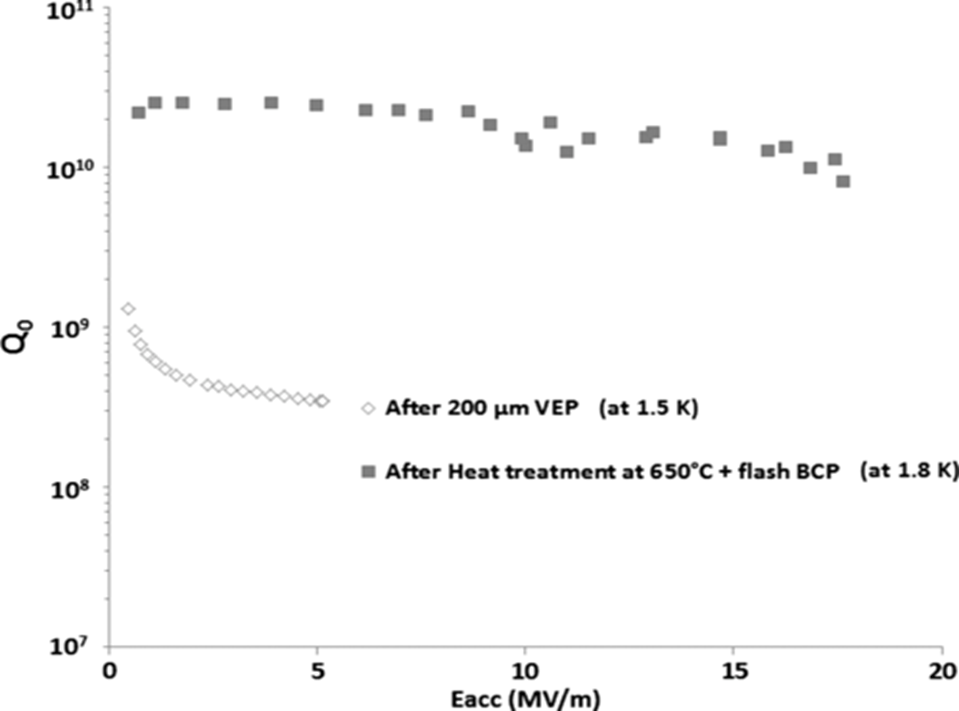 10¹¹
10¹⁰
10⁹
10⁸
10⁷
Q₀
After 200 µm VEP (at 1.5 K)
After Heat treatment at 650°C + flash BCP (at 1.8 K)
0 5 10 15 20
Eacc (MV/m)